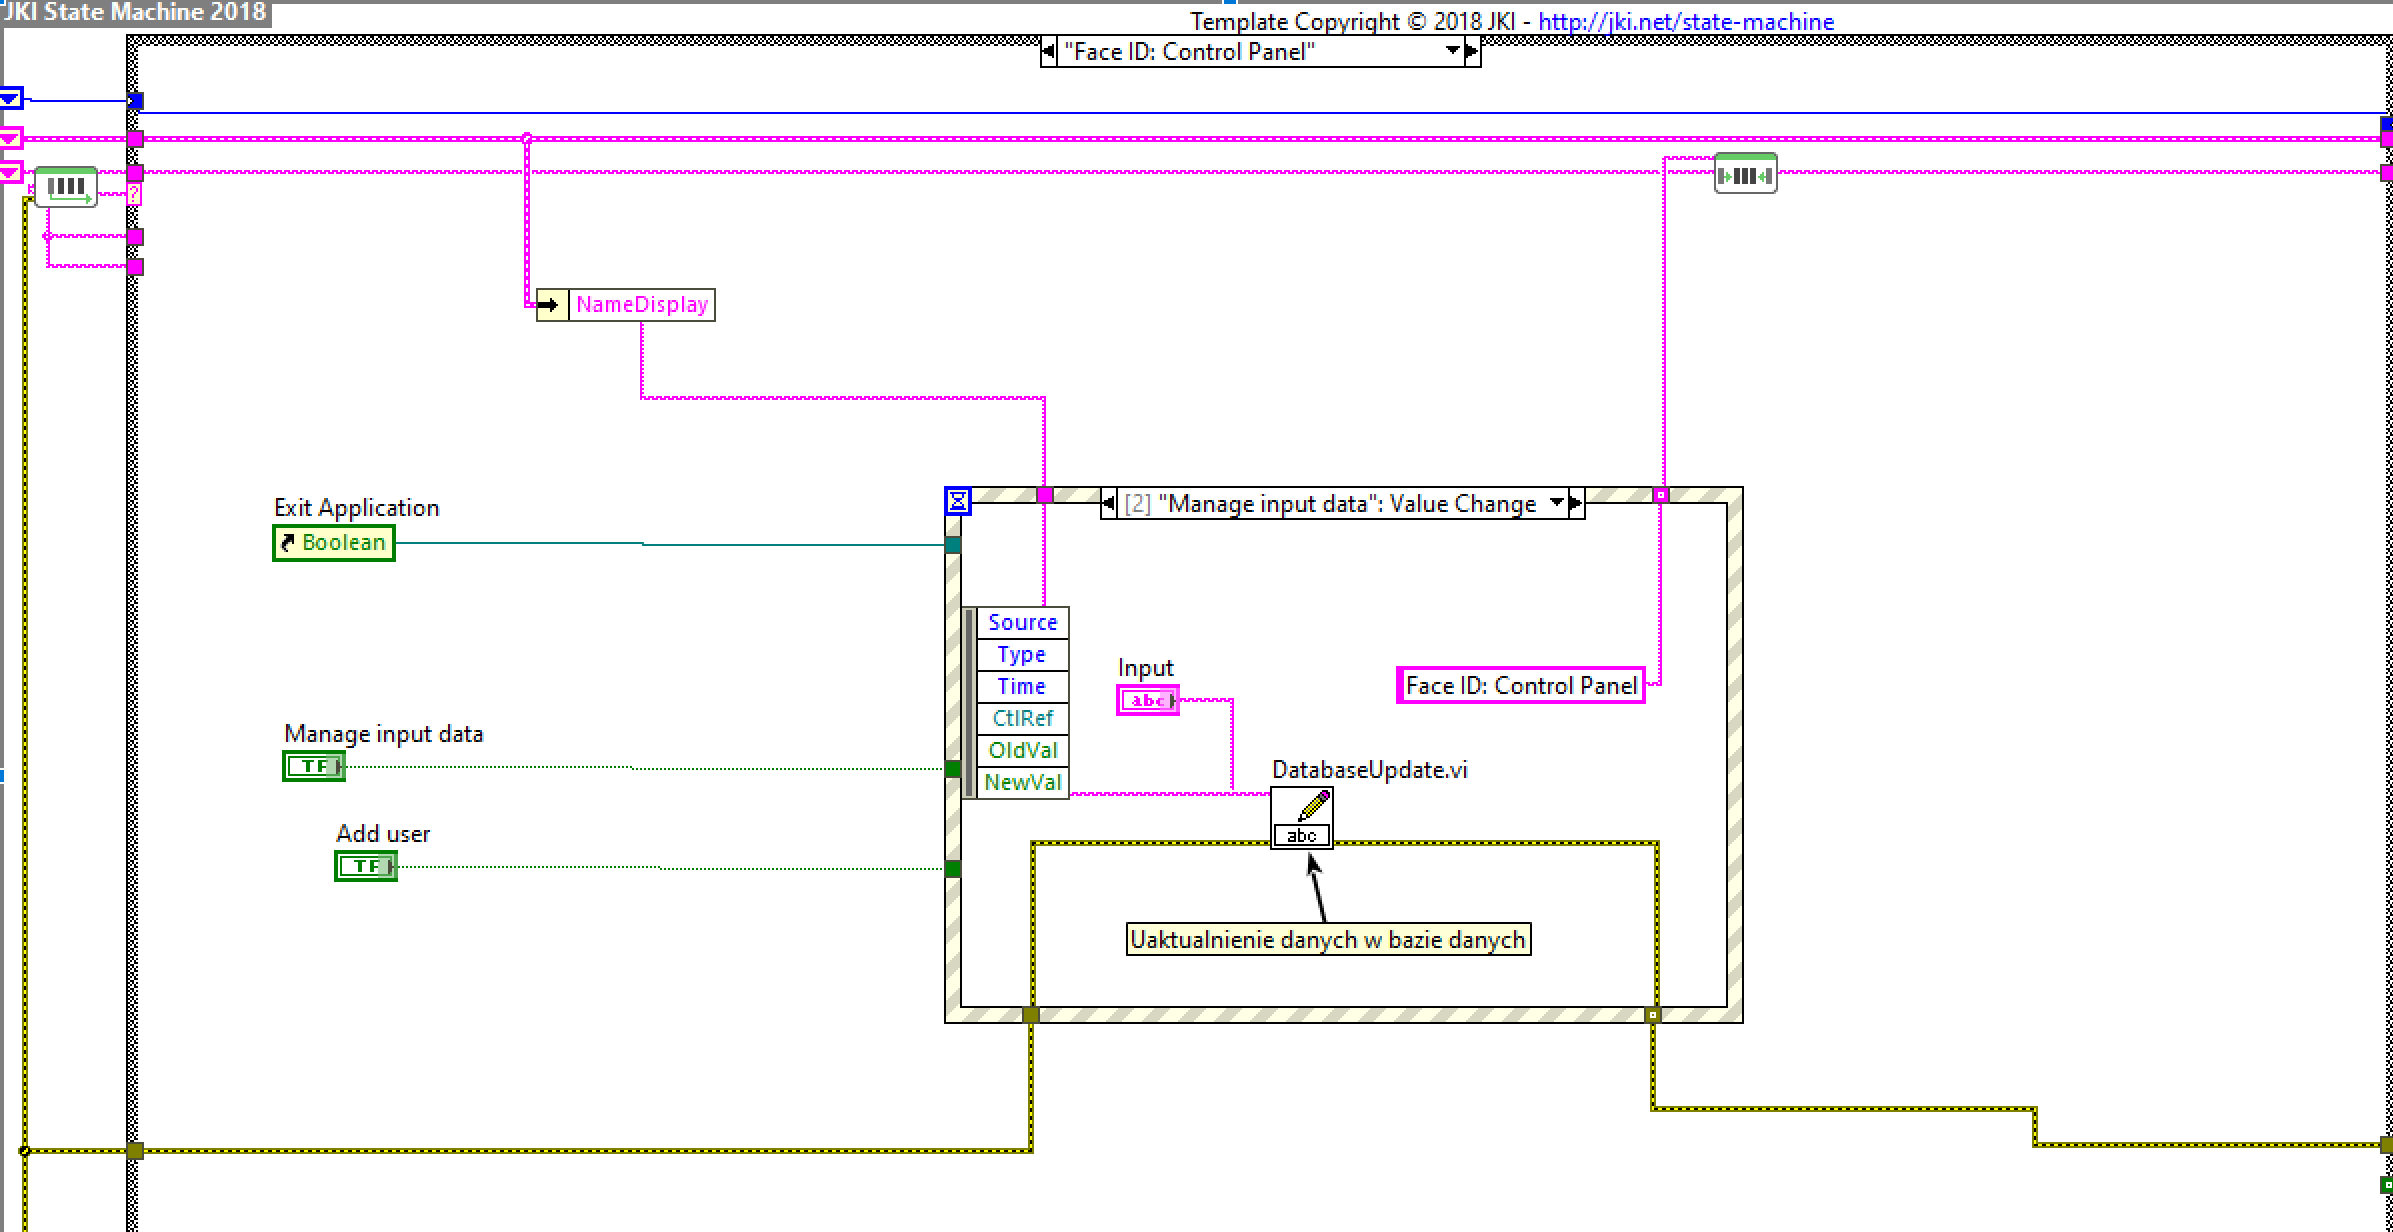 JKI State Machine 2018
Template Copyright © 2018 JKI - http://jki.net/state-machine
"Face ID: Control Panel"
?
NameDisplay
Exit Application
Boolean
[2] "Manage input data": Value Change
Source
Type
Time
CtlRef
OldVal
NewVal
Input
abc
Face ID: Control Panel
Manage input data
TF
DatabaseUpdate.vi
abc
Add user
TF
Uaktualnienie danych w bazie danych